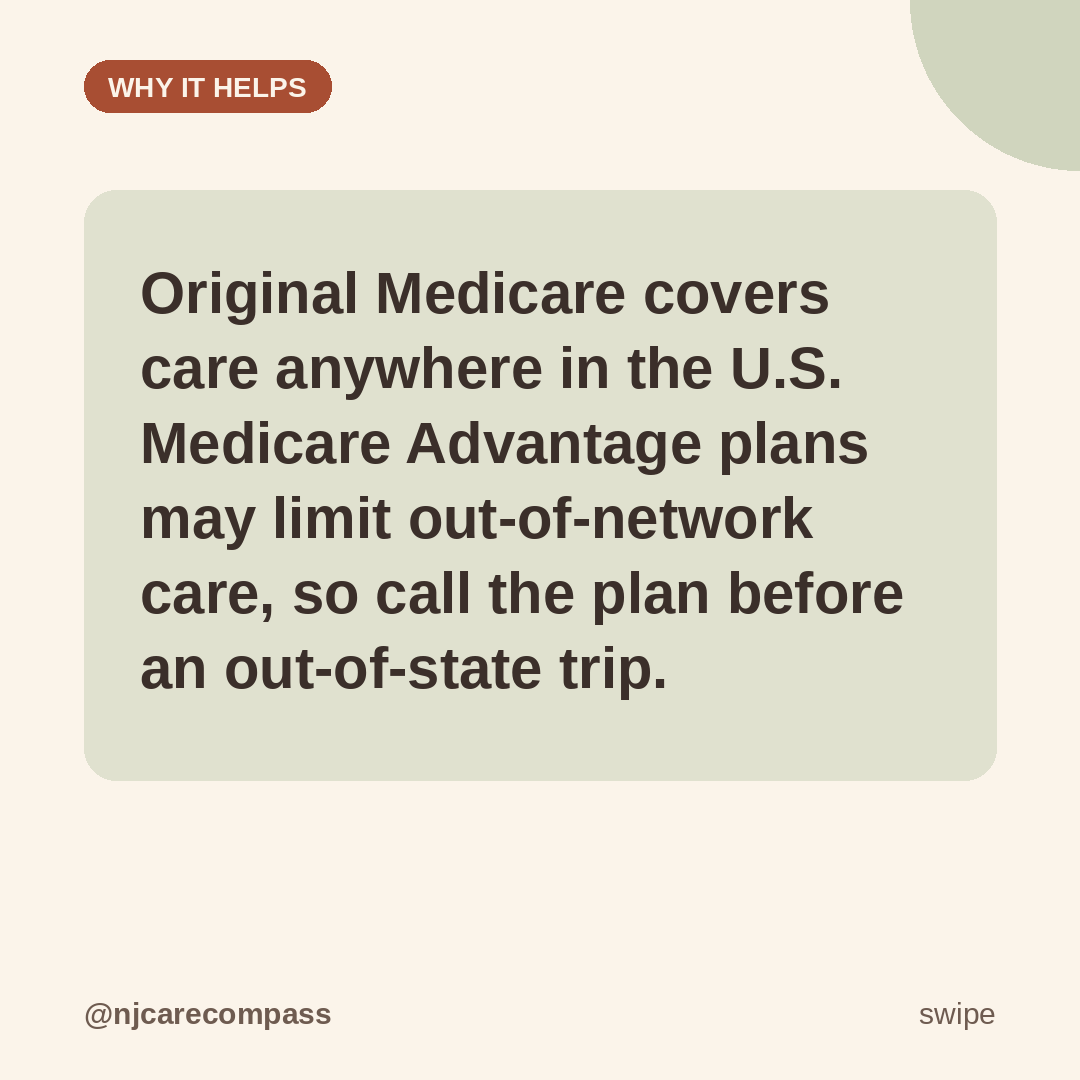 WHY IT HELPS
Original Medicare covers
care anywhere in the U.S.
Medicare Advantage plans
may limit out-of-network
care, so call the plan before
an out-of-state trip.
@njcarecompass
swipe